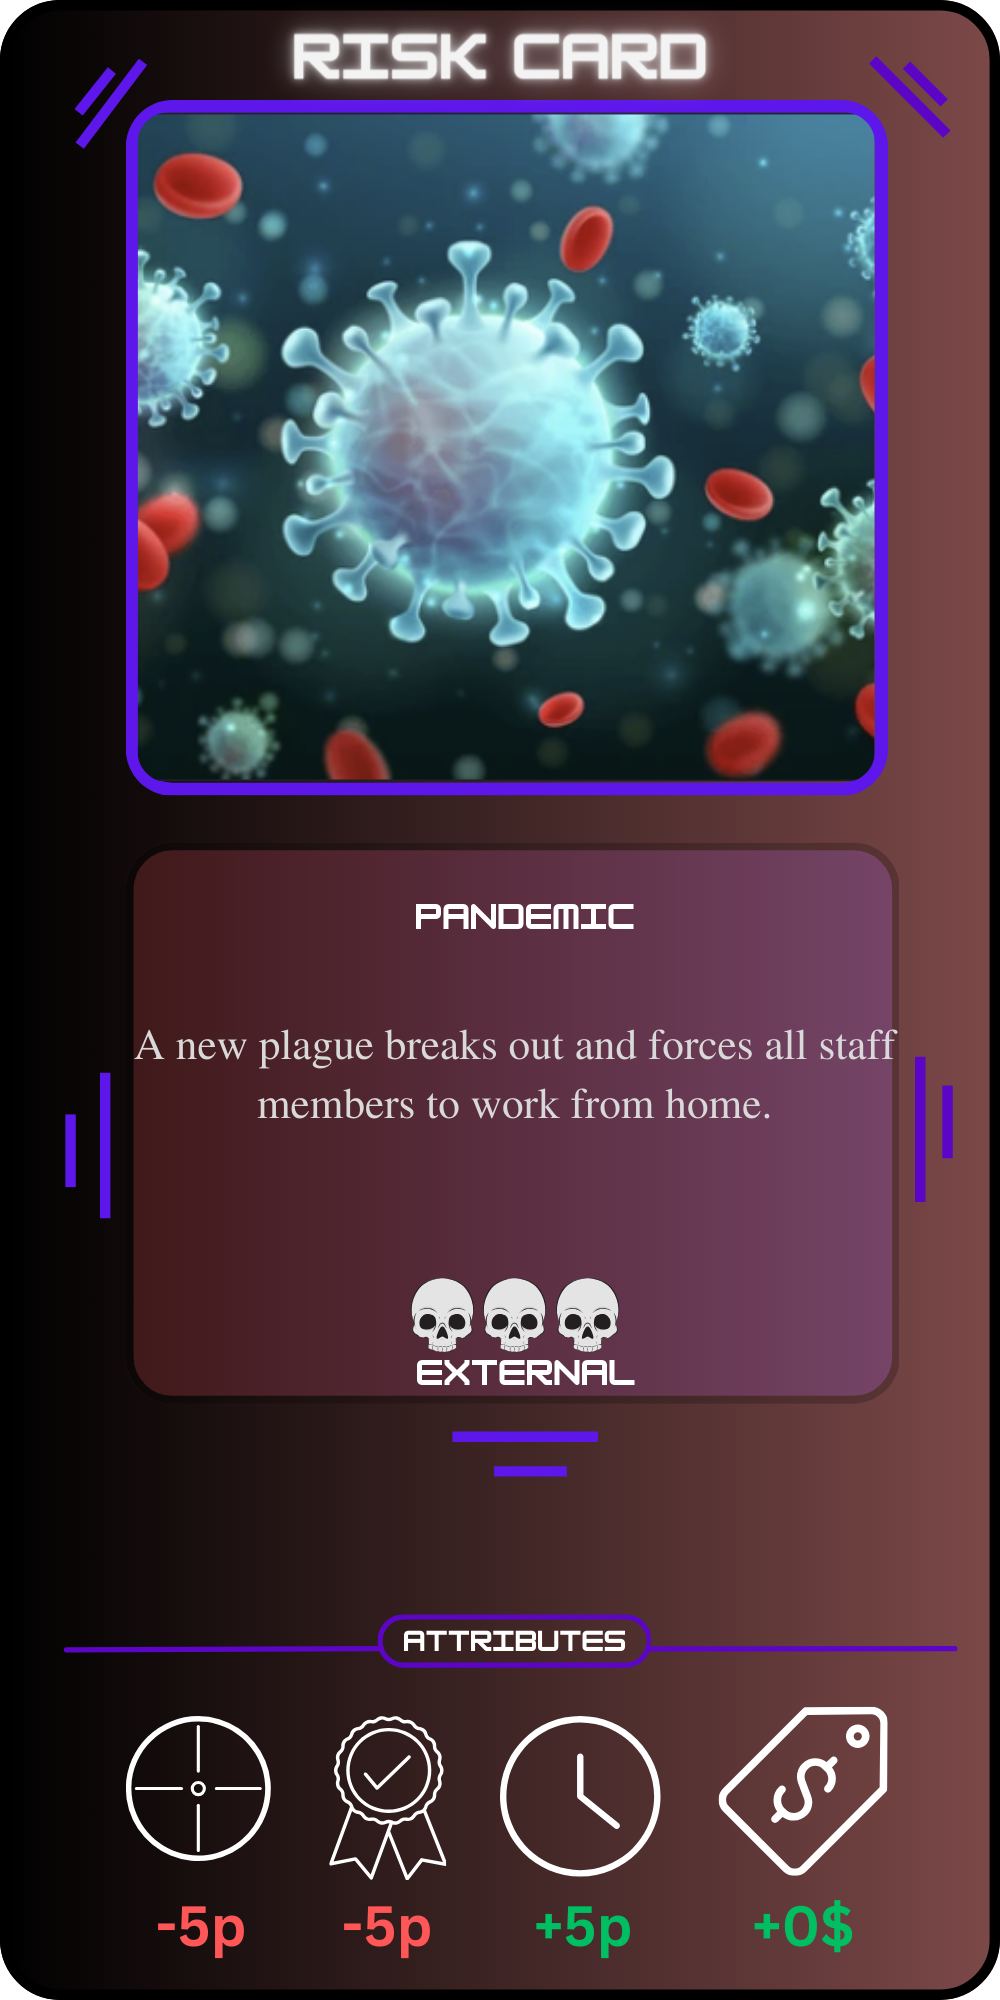 RISK CARD
PANDEMIC
A new plague breaks out and forces all staff
members to work from home.
EXTERNAL
ATTRIBUTES
-5p -5p +5p +0$